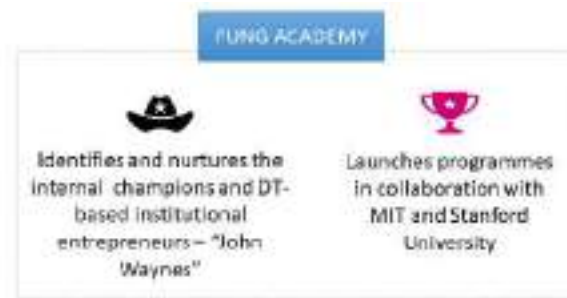 FUNG ACADEMY
Identifies and nurtures the
internal champions and DT-
based institutional
entrepreneurs – "John
Waynes"
Launches programmes
in collaboration with
MIT and Stanford
University